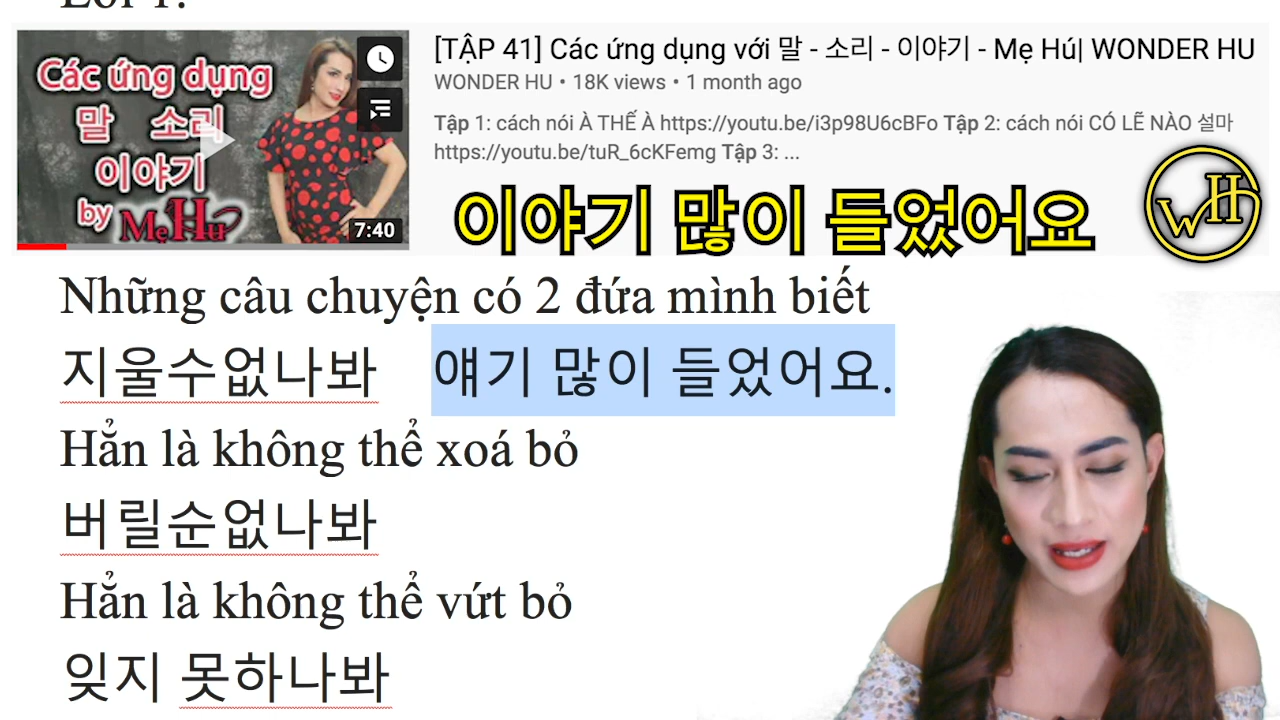 Lời 1:
Các ứng dụng
말 소리
이야기
by Mẹ Hú
7:40
[TẬP 41] Các ứng dụng với 말 - 소리 - 이야기 - Mẹ Hú| WONDER HU
WONDER HU • 18K views • 1 month ago
Tập 1: cách nói À THẾ À https://youtu.be/i3p98U6cBFo Tập 2: cách nói CÓ LẼ NÀO 설마
https://youtu.be/tuR_6cKFemg Tập 3: ...
이야기 많이 들었어요
WH
Những câu chuyện có 2 đứa mình biết
지울수없나봐 얘기 많이 들었어요.
Hẳn là không thể xoá bỏ
버릴순없나봐
Hẳn là không thể vứt bỏ
잊지 못하나봐